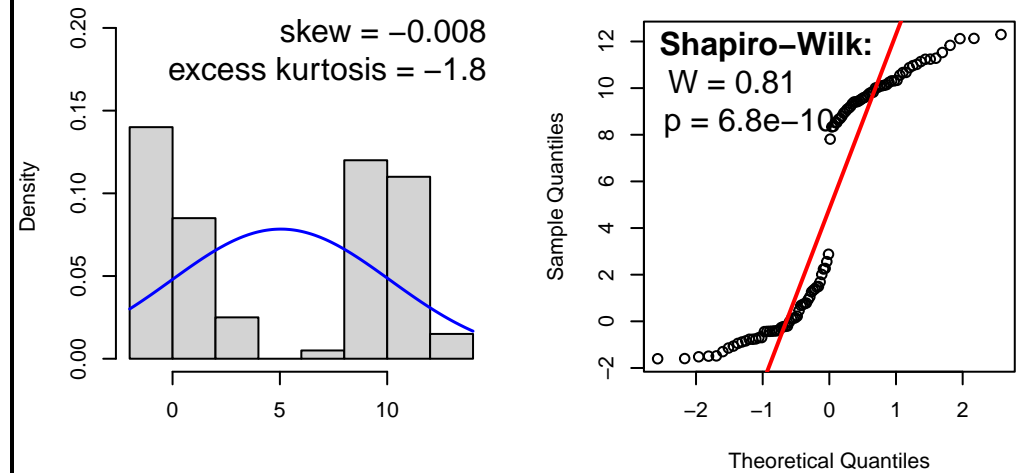 skew = −0.008
excess kurtosis = −1.8
Density
0.00
0.05
0.10
0.15
0.20
0
5
10
Shapiro−Wilk:
W = 0.81
p = 6.8e−10
Sample Quantiles
−2
0
2
4
6
8
10
12
−2
−1
0
1
2
Theoretical Quantiles